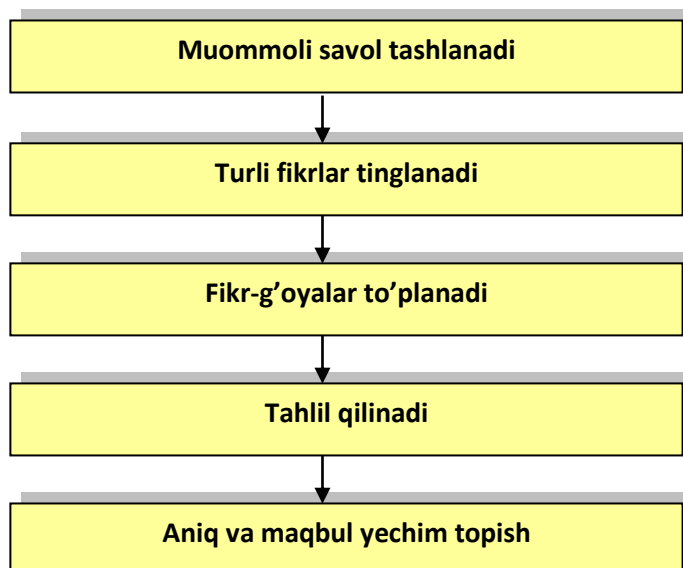 Muommoli savol tashlanadi
Turli fikrlar tinglanadi
Fikr-g’oyalar to’planadi
Tahlil qilinadi
Aniq va maqbul yechim topish